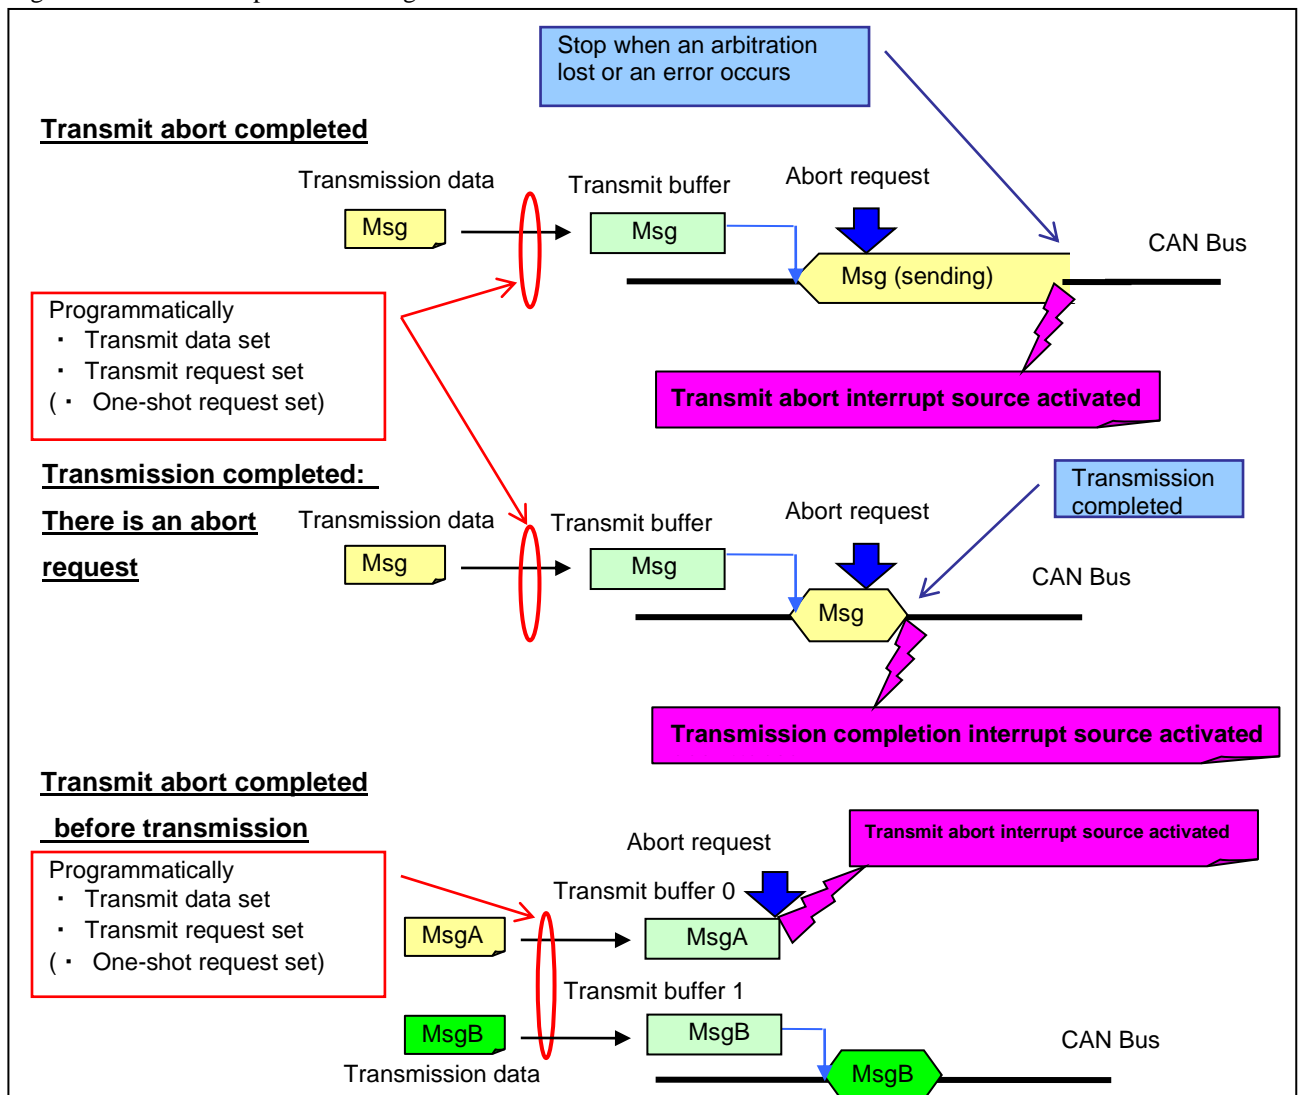 Stop when an arbitration
lost or an error occurs
Transmit abort completed
Transmission data
Transmit buffer
Abort request
Msg
Msg
Msg (sending)
CAN Bus
Programmatically
・ Transmit data set
・ Transmit request set
(・ One-shot request set)
Transmit abort interrupt source activated
Transmission completed:
There is an abort
request
Transmission data
Transmit buffer
Abort request
Transmission
completed
Msg
Msg
Msg
CAN Bus
Transmission completion interrupt source activated
Transmit abort completed
before transmission
Programmatically
・ Transmit data set
・ Transmit request set
(・ One-shot request set)
Abort request
Transmit abort interrupt source activated
Transmit buffer 0
MsgA
MsgA
Transmit buffer 1
MsgB
MsgB
CAN Bus
Transmission data
MsgB